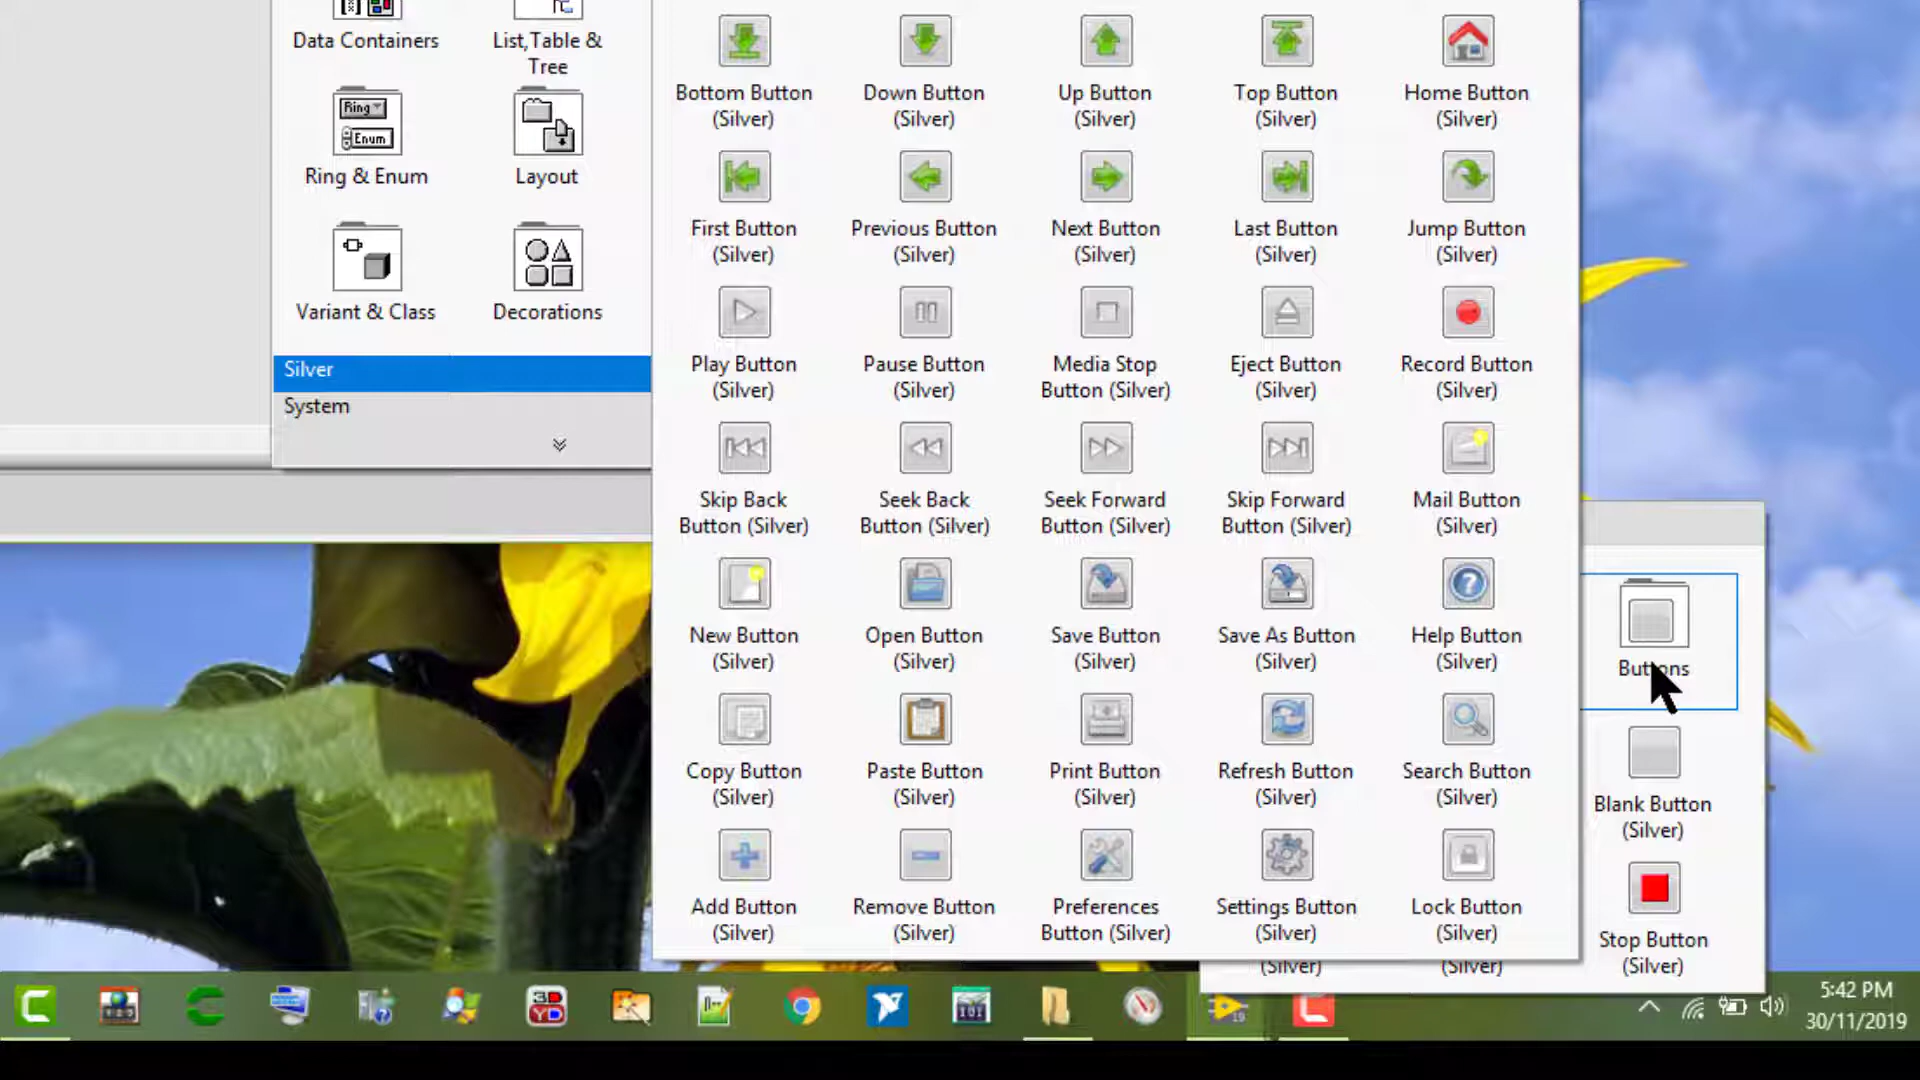 Data Containers
List,Table &
Tree
Ring
Enum
Ring & Enum
Layout
Variant & Class
Decorations
Silver
System
Bottom Button
(Silver)
Down Button
(Silver)
Up Button
(Silver)
Top Button
(Silver)
Home Button
(Silver)
First Button
(Silver)
Previous Button
(Silver)
Next Button
(Silver)
Last Button
(Silver)
Jump Button
(Silver)
Play Button
(Silver)
Pause Button
(Silver)
Media Stop
Button (Silver)
Eject Button
(Silver)
Record Button
(Silver)
Skip Back
Button (Silver)
Seek Back
Button (Silver)
Seek Forward
Button (Silver)
Skip Forward
Button (Silver)
Mail Button
(Silver)
New Button
(Silver)
Open Button
(Silver)
Save Button
(Silver)
Save As Button
(Silver)
Help Button
(Silver)
Copy Button
(Silver)
Paste Button
(Silver)
Print Button
(Silver)
Refresh Button
(Silver)
Search Button
(Silver)
Add Button
(Silver)
Remove Button
(Silver)
Preferences
Button (Silver)
Settings Button
(Silver)
Lock Button
(Silver)
(Silver)
(Silver)
Buttons
Blank Button
(Silver)
Stop Button
(Silver)
3D
YD
19
5:42 PM
30/11/2019